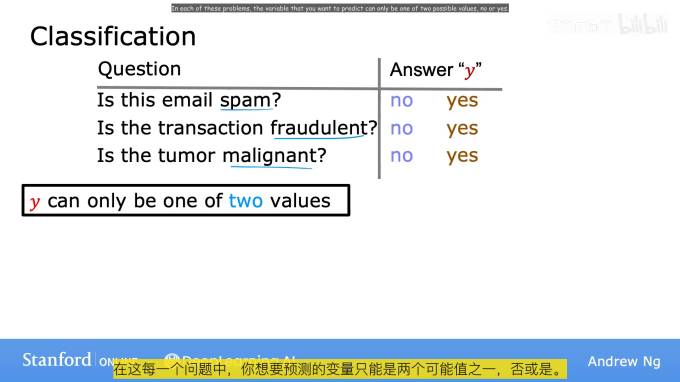 In each of these problems, the variable that you want to predict can only be one of two possible values, no or yes.
bilibili
Classification
Question Answer “y”
Is this email spam? no yes
Is the transaction fraudulent? no yes
Is the tumor malignant? no yes
y can only be one of two values
Stanford ONLINE DeepLearning.AI Andrew Ng
在这每一个问题中，你想要预测的变量只能是两个可能值之一，否或是。